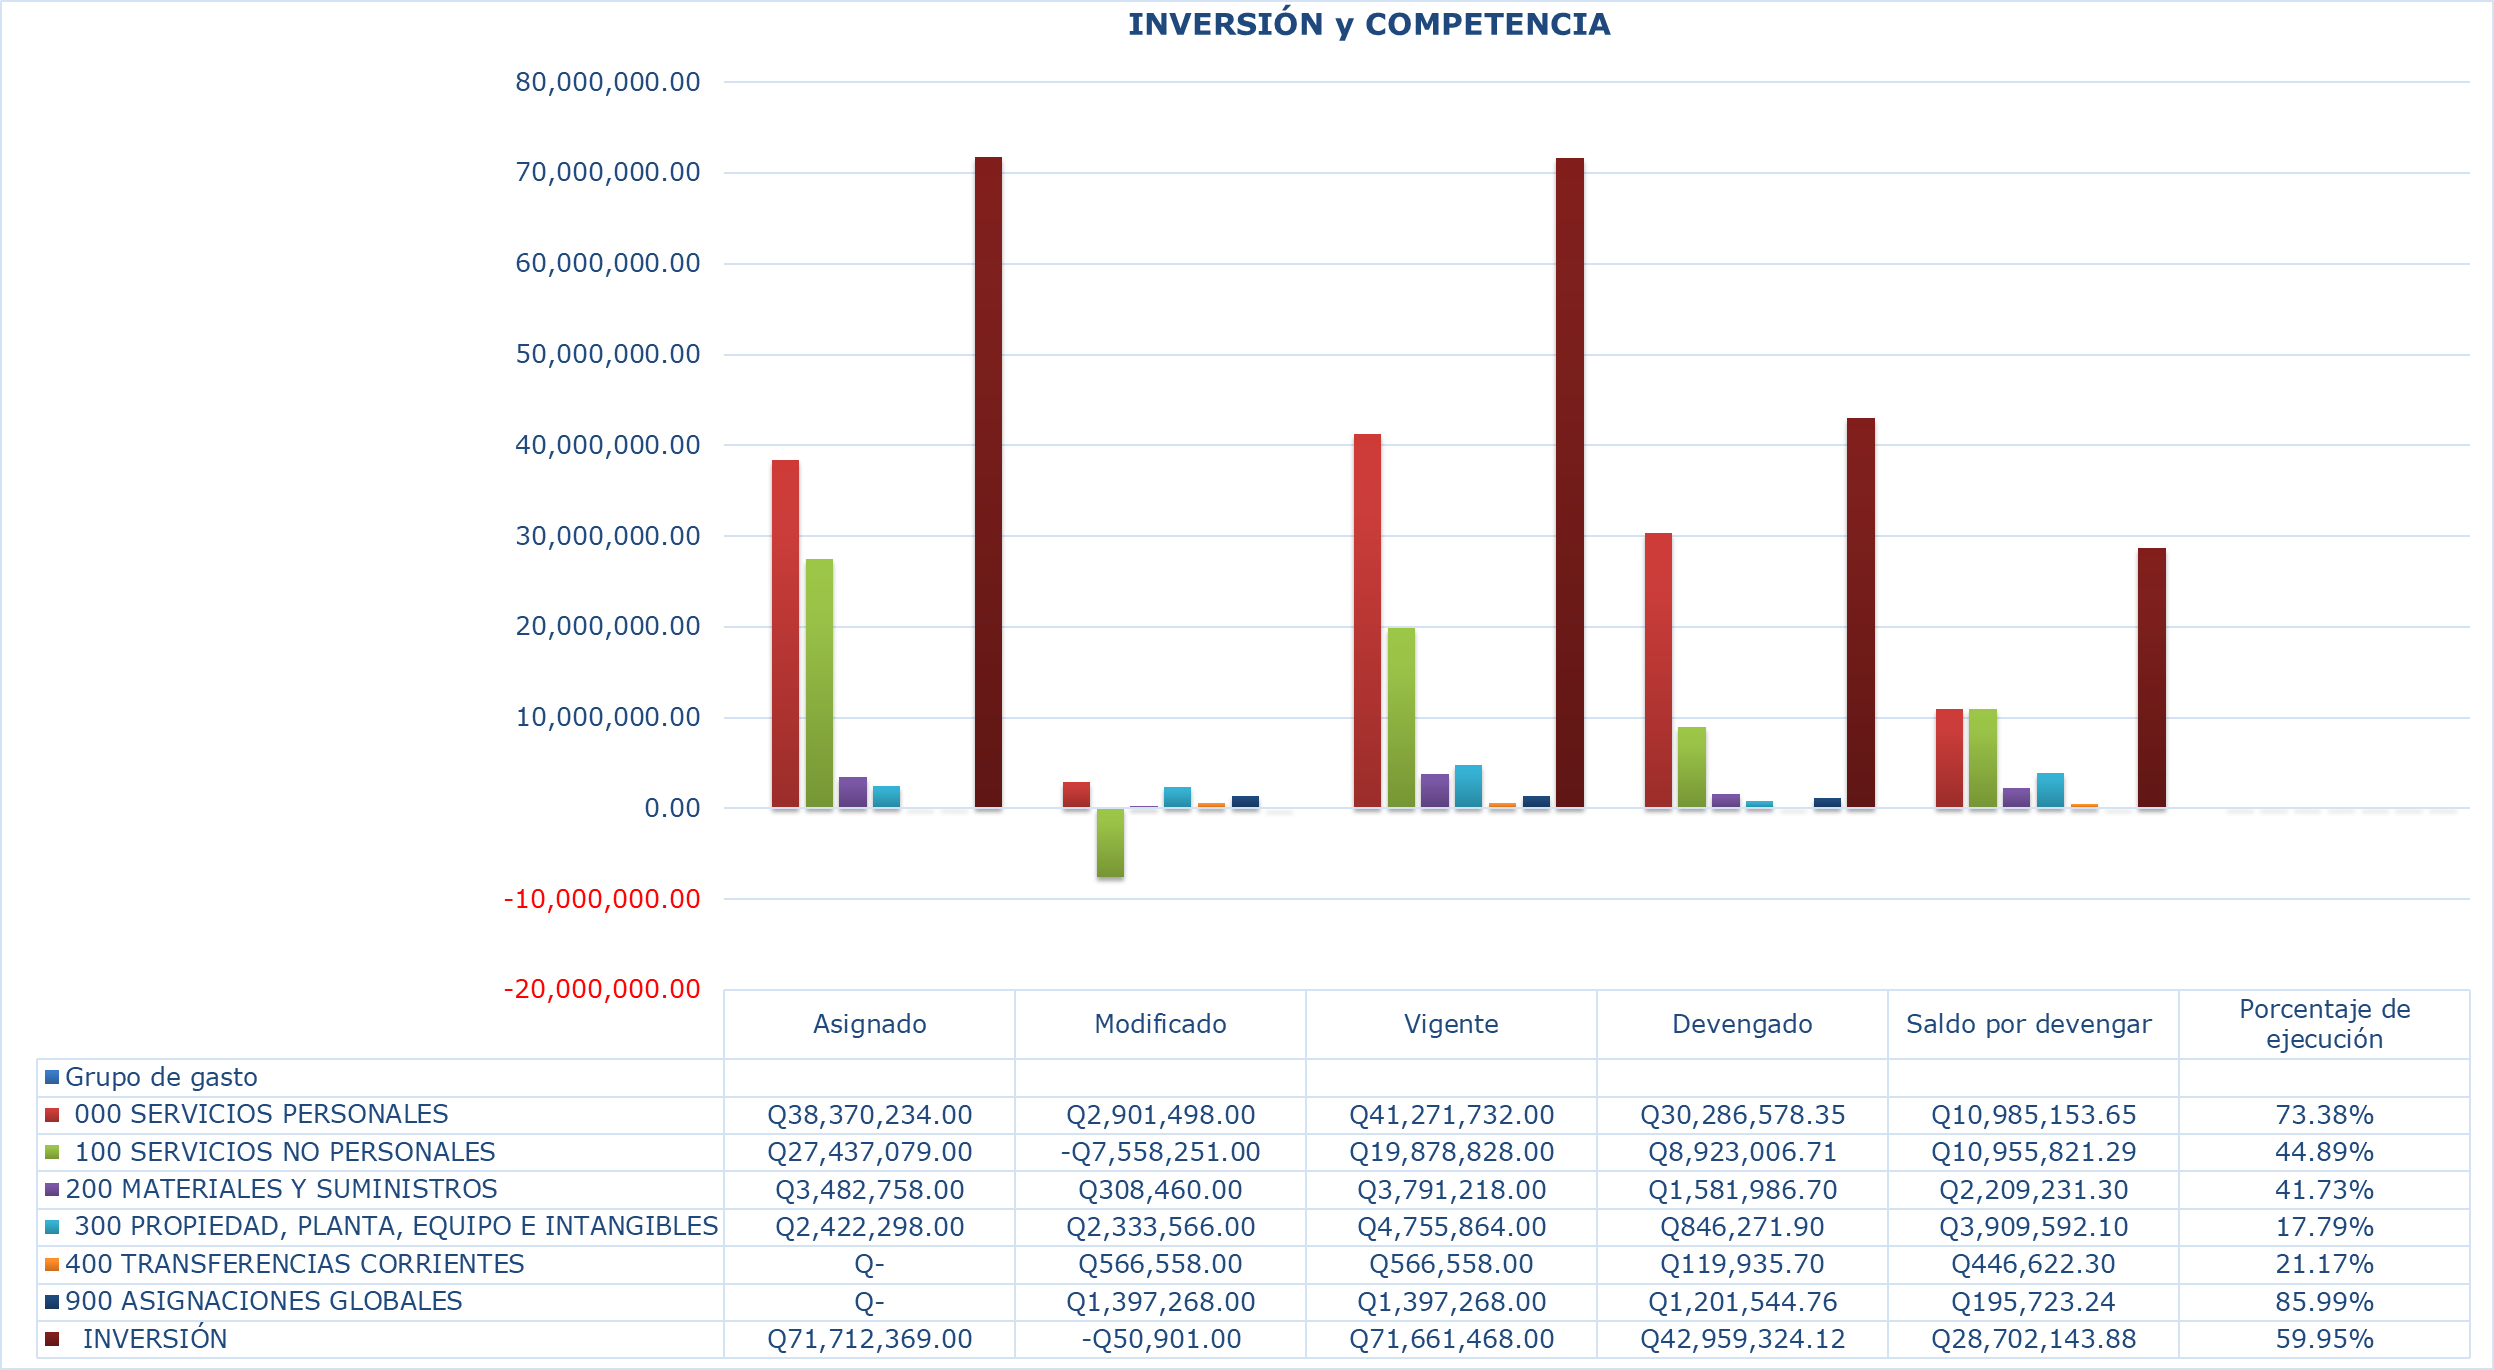 INVERSIÓN y COMPETENCIA
80,000,000.00
70,000,000.00
60,000,000.00
50,000,000.00
40,000,000.00
30,000,000.00
20,000,000.00
10,000,000.00
0.00
-10,000,000.00
-20,000,000.00
Asignado Modificado Vigente Devengado Saldo por devengar Porcentaje de
ejecución
Grupo de gasto
000 SERVICIOS PERSONALES Q38,370,234.00 Q2,901,498.00 Q41,271,732.00 Q30,286,578.35 Q10,985,153.65 73.38%
100 SERVICIOS NO PERSONALES Q27,437,079.00 -Q7,558,251.00 Q19,878,828.00 Q8,923,006.71 Q10,955,821.29 44.89%
200 MATERIALES Y SUMINISTROS Q3,482,758.00 Q308,460.00 Q3,791,218.00 Q1,581,986.70 Q2,209,231.30 41.73%
300 PROPIEDAD, PLANTA, EQUIPO E INTANGIBLES Q2,422,298.00 Q2,333,566.00 Q4,755,864.00 Q846,271.90 Q3,909,592.10 17.79%
400 TRANSFERENCIAS CORRIENTES Q- Q566,558.00 Q566,558.00 Q119,935.70 Q446,622.30 21.17%
900 ASIGNACIONES GLOBALES Q- Q1,397,268.00 Q1,397,268.00 Q1,201,544.76 Q195,723.24 85.99%
INVERSIÓN Q71,712,369.00 -Q50,901.00 Q71,661,468.00 Q42,959,324.12 Q28,702,143.88 59.95%